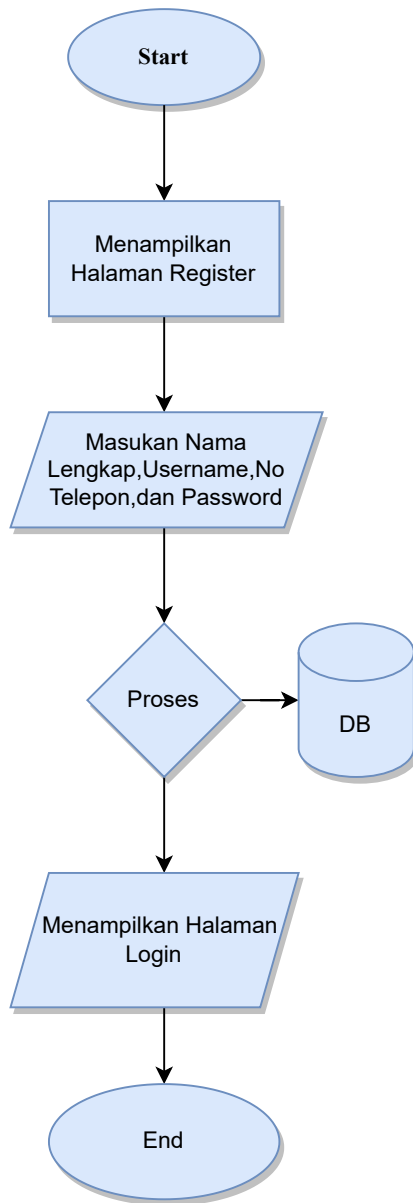 Start
Menampilkan
Halaman Register
Masukan Nama
Lengkap,Username,No
Telepon,dan Password
Proses
DB
Menampilkan Halaman
Login
End